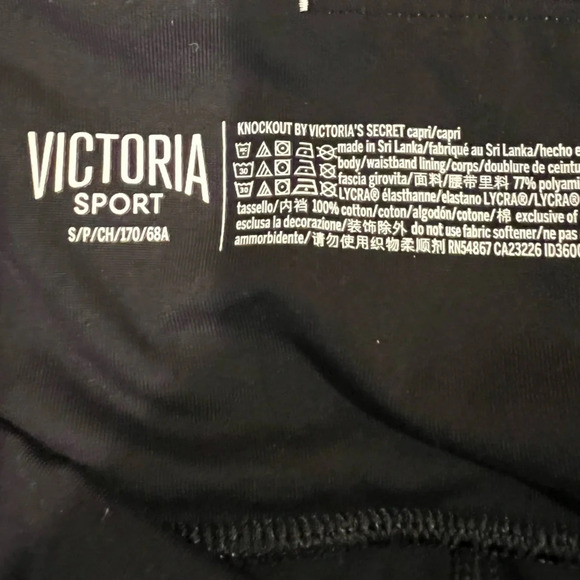 VICTORIA
SPORT
S/P/CH/170/68A
KNOCKOUT BY VICTORIA'S SECRET capri/capri
made in Sri Lanka/fabriqué au Sri Lanka/hecho e
body/waistband lining/corps/doublure de ceintu
fascia girovita/面料/腰带里料 77% polyami
LYCRA® élasthanne/elastano LYCRA®/LYCRA®
tassello/内裆 100% cotton/coton/algodón/cotone/棉 exclusive of
esclusa la decorazione/装饰除外 do not use fabric softener/ne pas
ammorbidente/请勿使用织物柔顺剂 RN54867 CA23226 ID3600